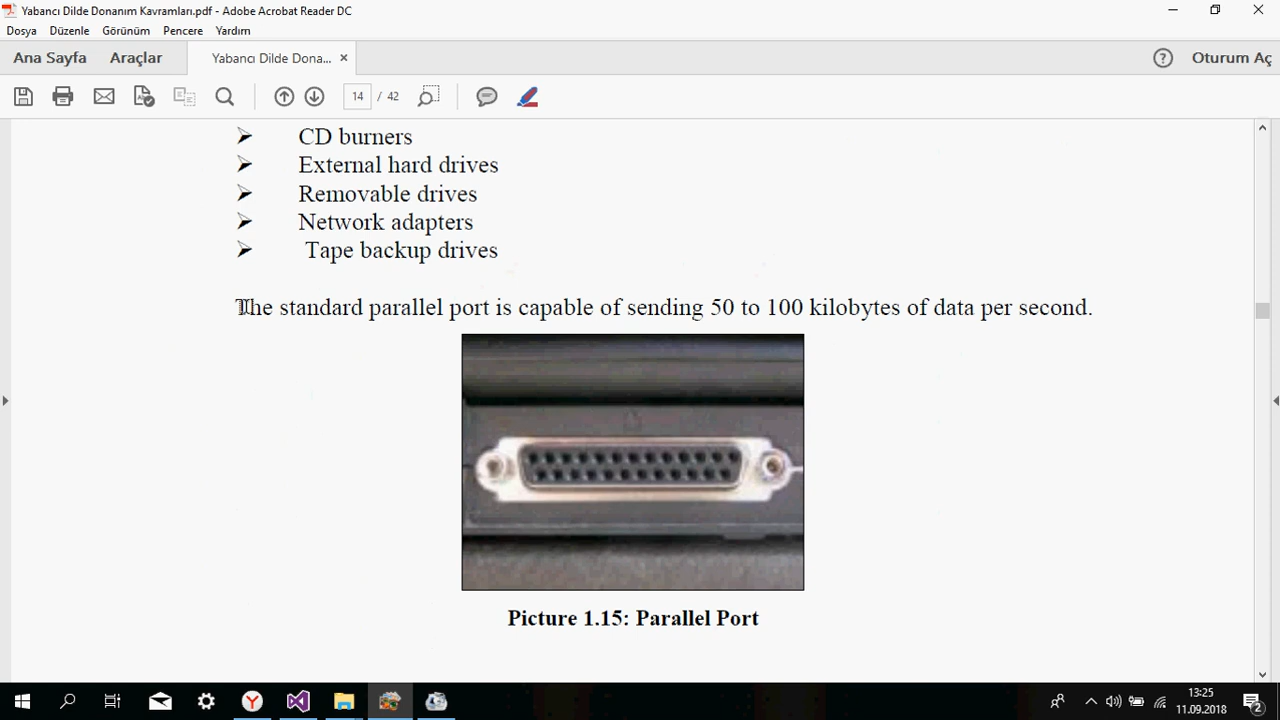 Yabancı Dilde Donanım Kavramları.pdf - Adobe Acrobat Reader DC
Dosya Düzenle Görünüm Pencere Yardım
Ana Sayfa Araçlar Yabancı Dilde Dona... × ? Oturum Aç
14 / 42
CD burners
External hard drives
Removable drives
Network adapters
Tape backup drives
The standard parallel port is capable of sending 50 to 100 kilobytes of data per second.
Picture 1.15: Parallel Port
13:25
11.09.2018
2